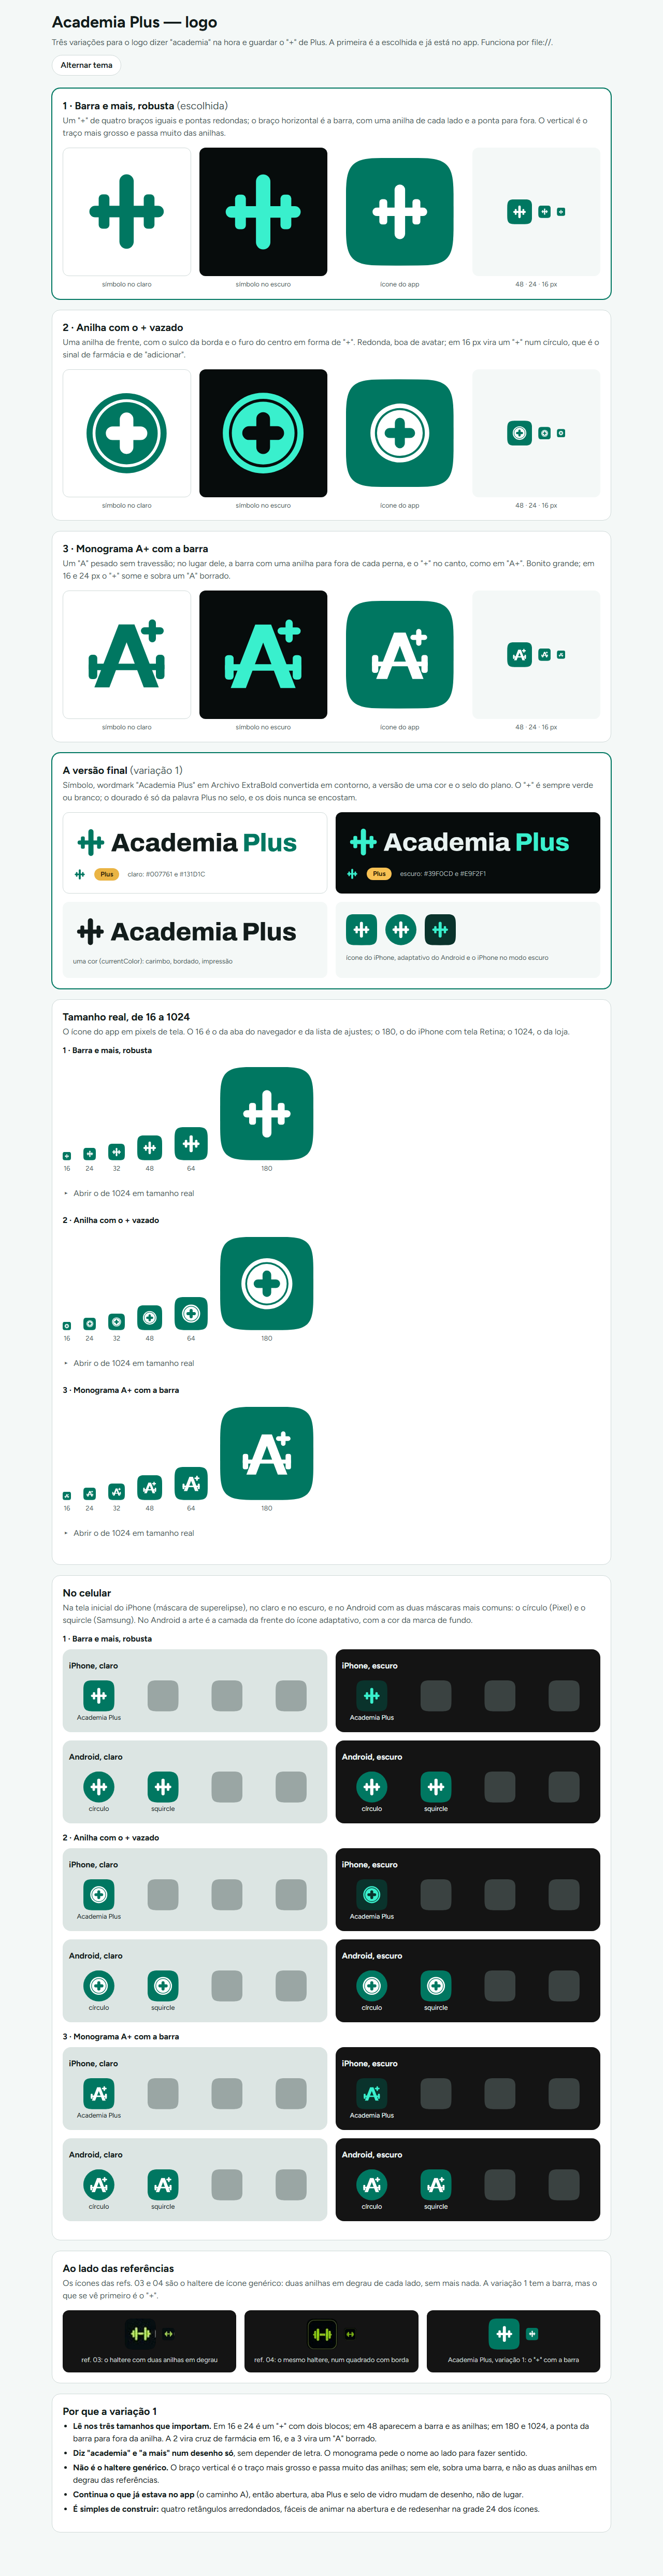 Academia Plus — logo
Três variações para o logo dizer "academia" na hora e guardar o "+" de Plus. A primeira é a escolhida e já está no app. Funciona por file://.
Alternar tema
1 · Barra e mais, robusta (escolhida)
Um "+" de quatro braços iguais e pontas redondas; o braço horizontal é a barra, com uma anilha de cada lado e a ponta para fora. O vertical é o
traço mais grosso e passa muito das anilhas.
símbolo no claro
símbolo no escuro
ícone do app
48 · 24 · 16 px
2 · Anilha com o + vazado
Uma anilha de frente, com o sulco da borda e o furo do centro em forma de "+". Redonda, boa de avatar; em 16 px vira um "+" num círculo, que é o
sinal de farmácia e de "adicionar".
símbolo no claro
símbolo no escuro
ícone do app
48 · 24 · 16 px
3 · Monograma A+ com a barra
Um "A" pesado sem travessão; no lugar dele, a barra com uma anilha para fora de cada perna, e o "+" no canto, como em "A+". Bonito grande; em
16 e 24 px o "+" some e sobra um "A" borrado.
símbolo no claro
símbolo no escuro
ícone do app
48 · 24 · 16 px
A versão final (variação 1)
Símbolo, wordmark "Academia Plus" em Archivo ExtraBold convertida em contorno, a versão de uma cor e o selo do plano. O "+" é sempre verde
ou branco; o dourado é só da palavra Plus no selo, e os dois nunca se encostam.
Academia Plus
Plus claro: #007761 e #131D1C
Academia Plus
Plus escuro: #39F0CD e #E9F2F1
Academia Plus
uma cor (currentColor): carimbo, bordado, impressão
ícone do iPhone, adaptativo do Android e o iPhone no modo escuro
Tamanho real, de 16 a 1024
O ícone do app em pixels de tela. O 16 é o da aba do navegador e da lista de ajustes; o 180, o do iPhone com tela Retina; o 1024, o da loja.
1 · Barra e mais, robusta
16 24 32 48 64 180
Abrir o de 1024 em tamanho real
2 · Anilha com o + vazado
16 24 32 48 64 180
Abrir o de 1024 em tamanho real
3 · Monograma A+ com a barra
16 24 32 48 64 180
Abrir o de 1024 em tamanho real
No celular
Na tela inicial do iPhone (máscara de superelipse), no claro e no escuro, e no Android com as duas máscaras mais comuns: o círculo (Pixel) e o
squircle (Samsung). No Android a arte é a camada da frente do ícone adaptativo, com a cor da marca de fundo.
1 · Barra e mais, robusta
iPhone, claro
Academia Plus
iPhone, escuro
Academia Plus
Android, claro
círculo squircle
Android, escuro
círculo squircle
2 · Anilha com o + vazado
iPhone, claro
Academia Plus
iPhone, escuro
Academia Plus
Android, claro
círculo squircle
Android, escuro
círculo squircle
3 · Monograma A+ com a barra
iPhone, claro
Academia Plus
iPhone, escuro
Academia Plus
Android, claro
círculo squircle
Android, escuro
círculo squircle
Ao lado das referências
Os ícones das refs. 03 e 04 são o haltere de ícone genérico: duas anilhas em degrau de cada lado, sem mais nada. A variação 1 tem a barra, mas o
que se vê primeiro é o "+".
ref. 03: o haltere com duas anilhas em degrau
ref. 04: o mesmo haltere, num quadrado com borda
Academia Plus, variação 1: o "+" com a barra
Por que a variação 1
• Lê nos três tamanhos que importam. Em 16 e 24 é um "+" com dois blocos; em 48 aparecem a barra e as anilhas; em 180 e 1024, a ponta da
barra para fora da anilha. A 2 vira cruz de farmácia em 16, e a 3 vira um "A" borrado.
• Diz "academia" e "a mais" num desenho só, sem depender de letra. O monograma pede o nome ao lado para fazer sentido.
• Não é o haltere genérico. O braço vertical é o traço mais grosso e passa muito das anilhas; sem ele, sobra uma barra, e não as duas anilhas em
degrau das referências.
• Continua o que já estava no app (o caminho A), então abertura, aba Plus e selo de vidro mudam de desenho, não de lugar.
• É simples de construir: quatro retângulos arredondados, fáceis de animar na abertura e de redesenhar na grade 24 dos ícones.